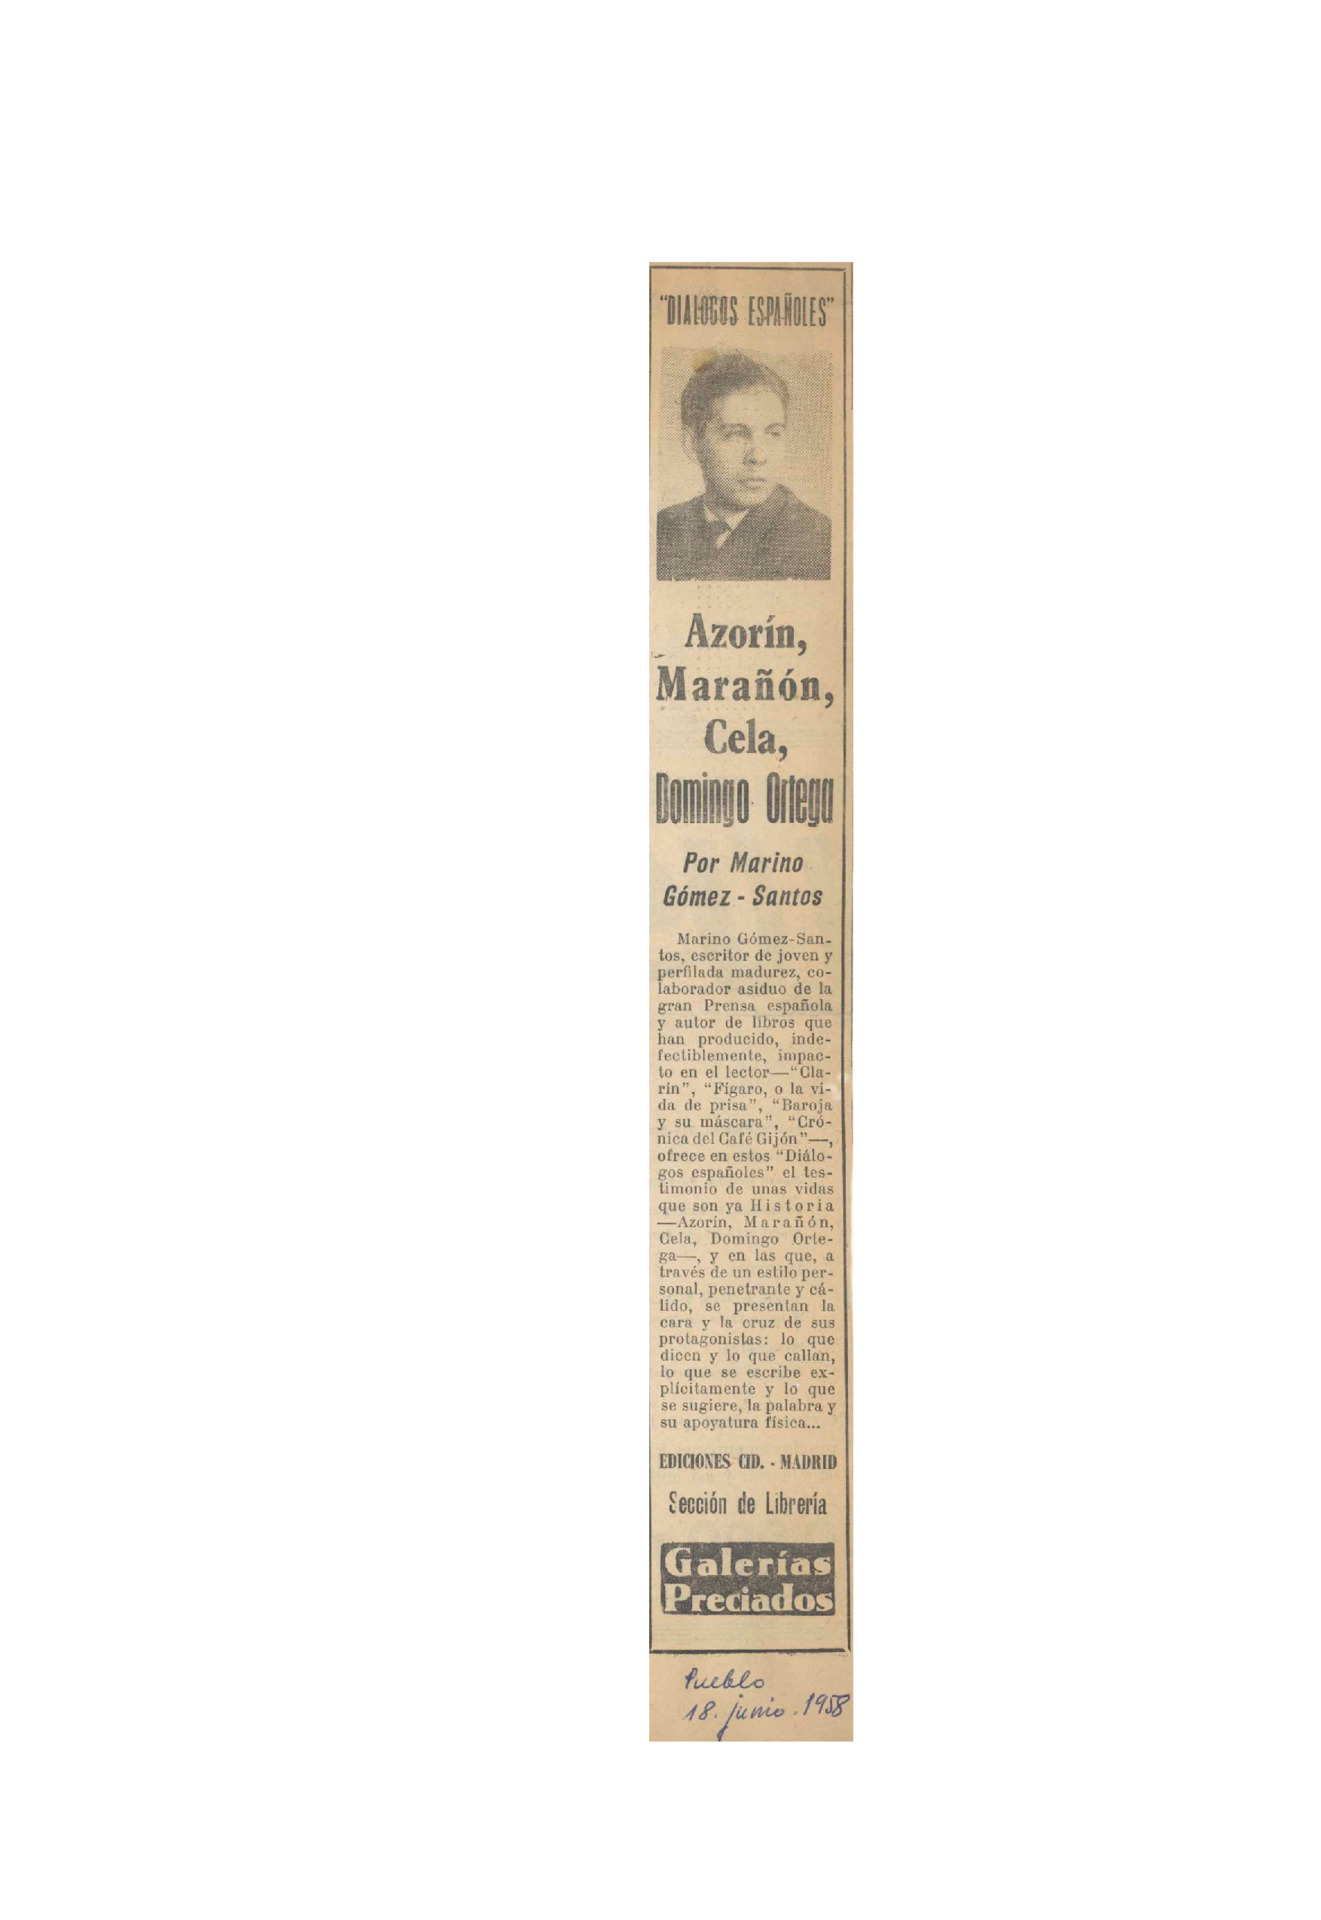 "DIALOGOS ESPAÑOLES"
Azorín,
Marañón,
Cela,
Domingo Ortega
Por Marino
Gómez - Santos
Marino Gómez-San-
tos, escritor de joven y
perfilada madurez, co-
laborador asiduo de la
gran Prensa española
y autor de libros que
han producido, inde-
fectiblemente, impac-
to en el lector—"Cla-
rín", "Fígaro, o la vi-
da de prisa", "Baroja
y su máscara", "Cró-
nica del Café Gijón"—,
ofrece en estos "Diálo-
gos españoles" el tes-
timonio de unas vidas
que son ya Historia
—Azorín, Marañón,
Cela, Domingo Orte-
ga—, y en las que, a
través de un estilo per-
sonal, penetrante y cá-
lido, se presentan la
cara y la cruz de sus
protagonistas: lo que
dicen y lo que callan,
lo que se escribe ex-
plícitamente y lo que
se sugiere, la palabra y
su apoyatura física...
EDICIONES CID. - MADRID
Sección de Librería
Galerías
Preciados
Pueblo
18. junio. 1958